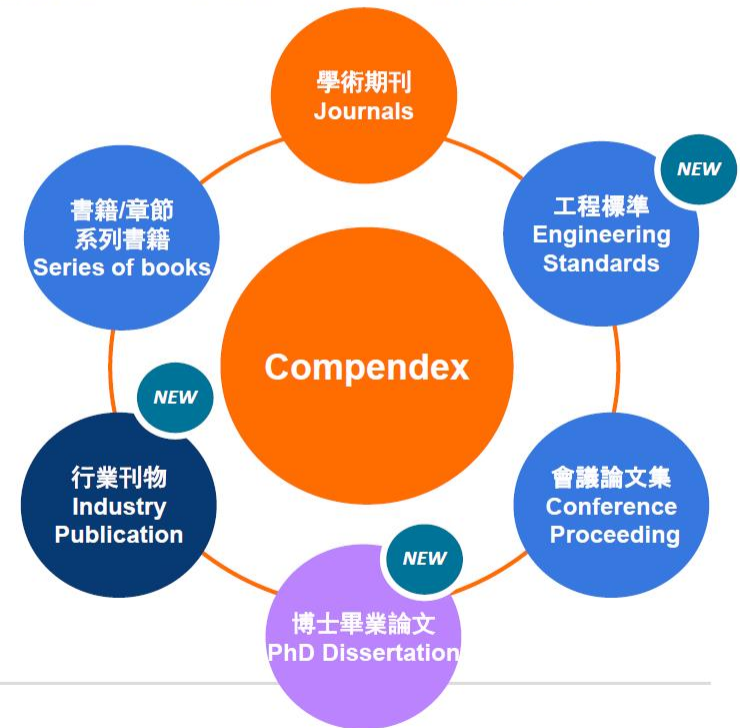 學術期刊
Journals
NEW
工程標準
Engineering
Standards
書籍/章節
系列書籍
Series of books
Compendex
NEW
行業刊物
Industry
Publication
會議論文集
Conference
Proceeding
NEW
博士畢業論文
PhD Dissertation